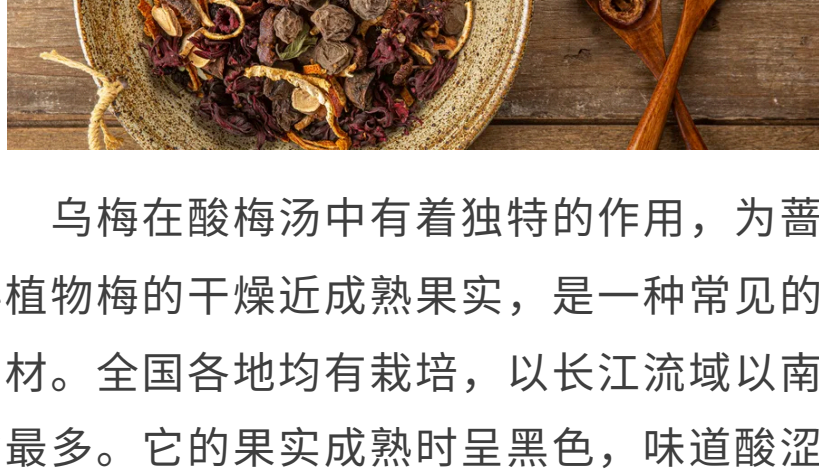 乌梅在酸梅汤中有着独特的作用，为蔷
植物梅的干燥近成熟果实，是一种常见的
材。全国各地均有栽培，以长江流域以南
最多。它的果实成熟时呈黑色，味道酸涩